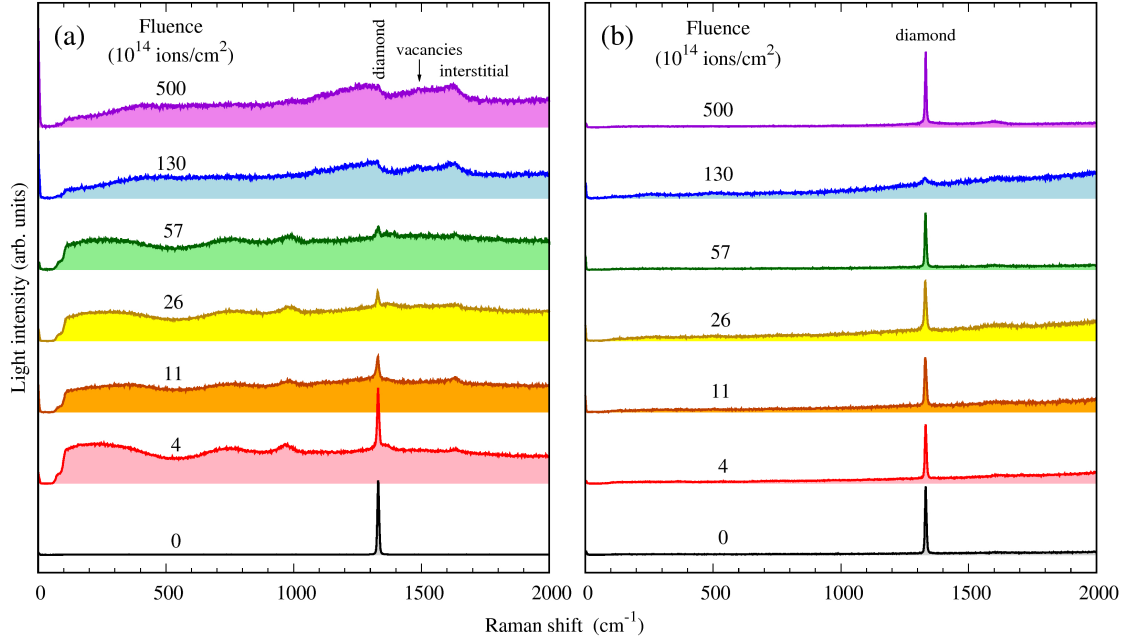 (a)
Fluence
(10^14 ions/cm^2)
diamond
vacancies
interstitial
500
130
57
26
11
4
0
(b)
Fluence
(10^14 ions/cm^2)
diamond
500
130
57
26
11
4
0
Light intensity (arb. units)
0 500 1000 1500 2000
0 500 1000 1500 2000
Raman shift (cm^-1)